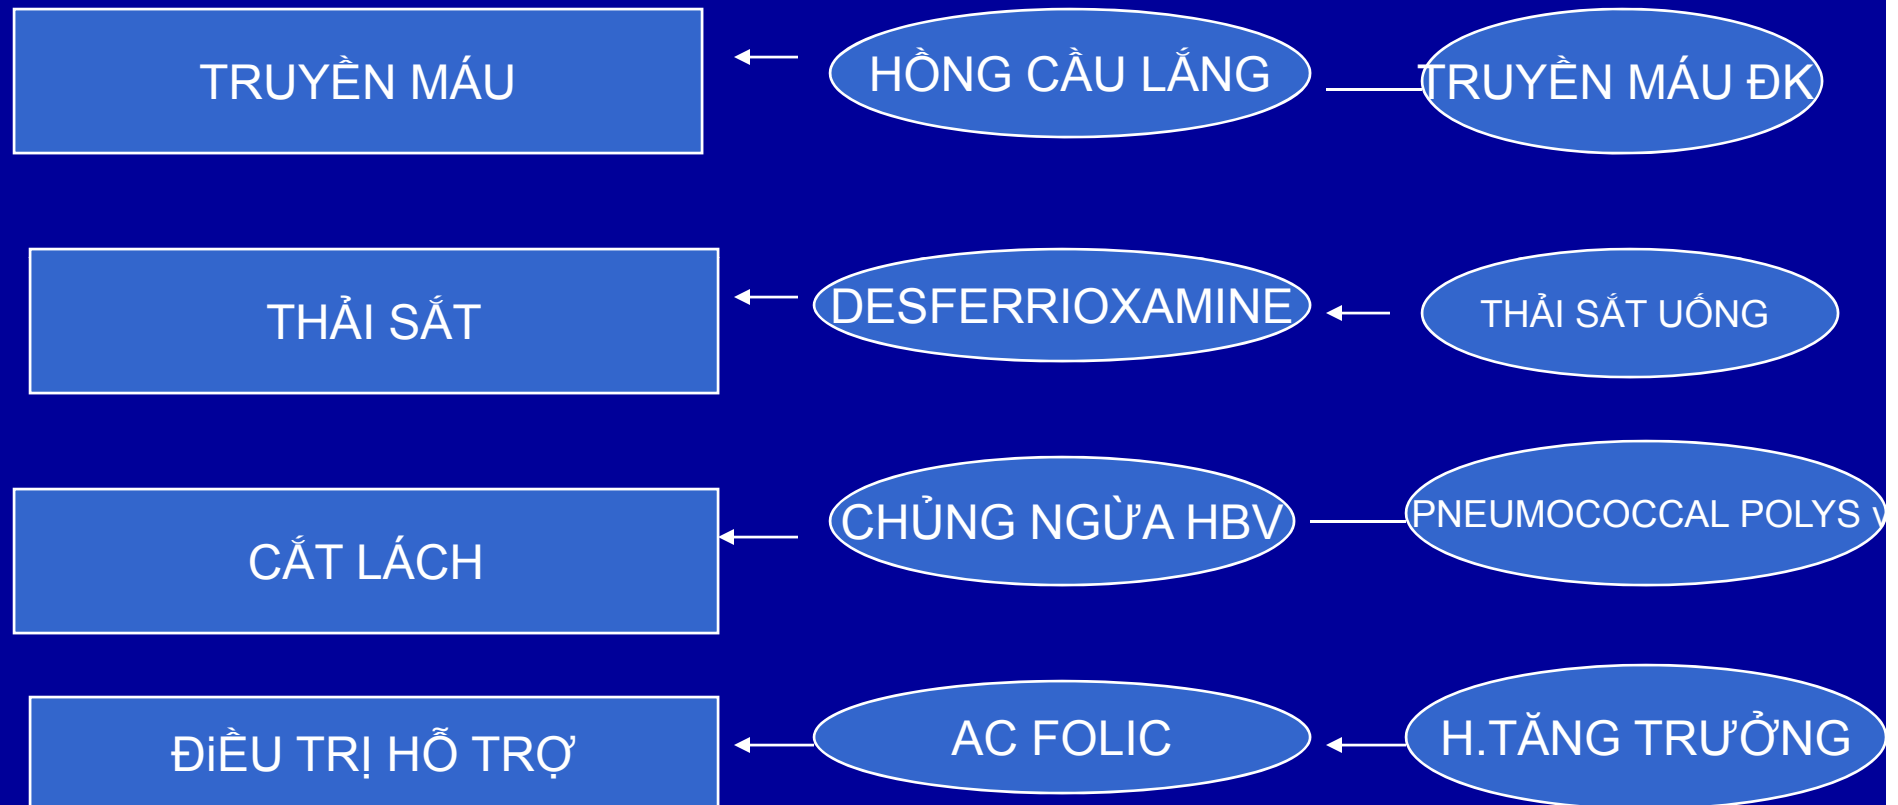 TRUYỀN MÁU
HỒNG CẦU LẮNG
TRUYỀN MÁU ĐK
THẢI SẮT
DESFERRIOXAMINE
THẢI SẮT UỐNG
CẮT LÁCH
CHỦNG NGỪA HBV
PNEUMOCOCCAL POLYS
ĐiỀU TRỊ HỖ TRỢ
AC FOLIC
H.TĂNG TRƯỞNG